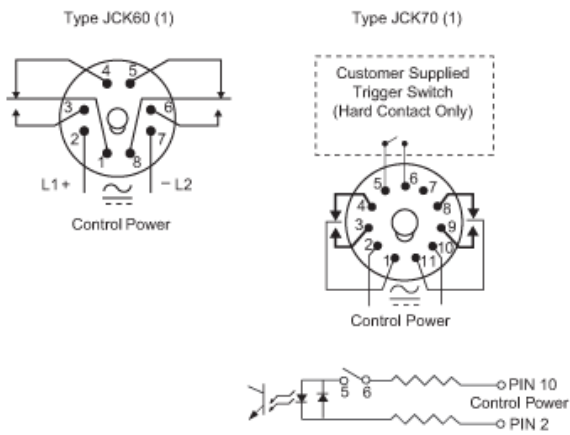 Type JCK60 (1)
4 5
3 6
2 7
1 8
L1+ − L2
Control Power
Type JCK70 (1)
Customer Supplied
Trigger Switch
(Hard Contact Only)
5 6 7
4 8
3 9
2 10
1 11
Control Power
5 6
PIN 10
Control Power
PIN 2